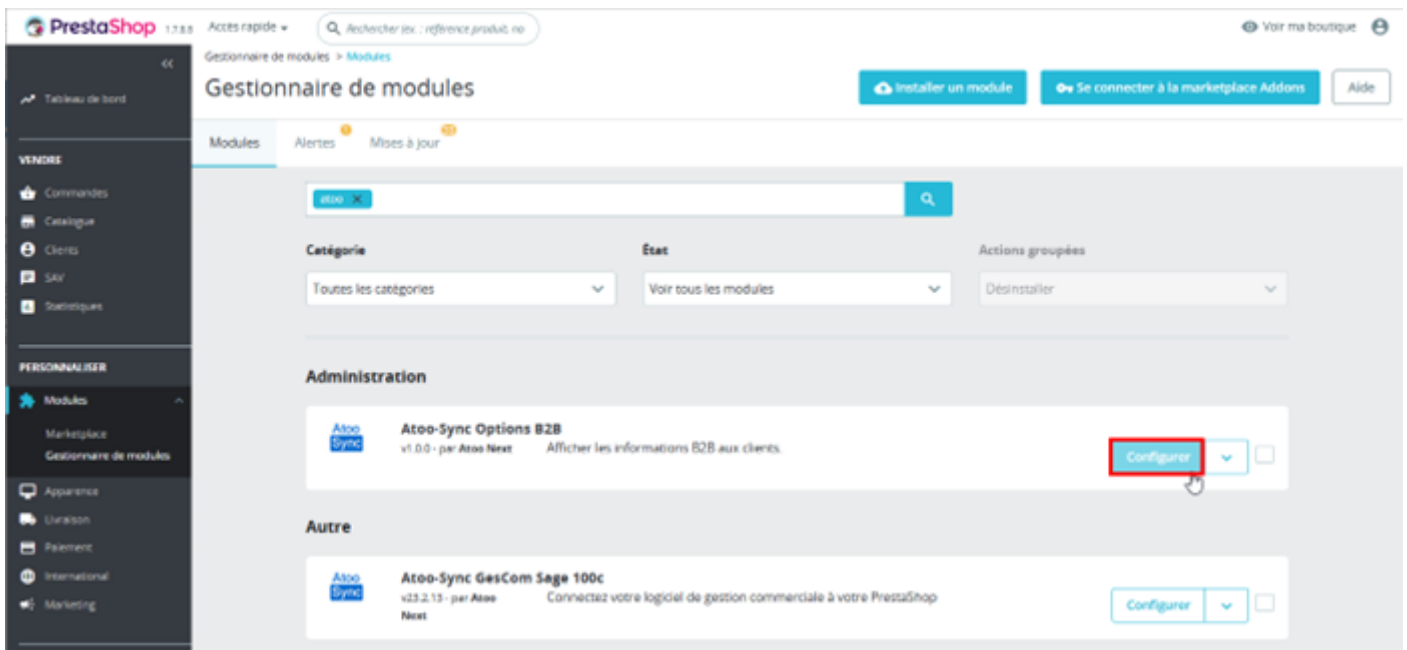 PrestaShop 1.7.8.8 Accès rapide Rechercher (ex. : référence produit, no Voir ma boutique
Gestionnaire de modules > Modules
Gestionnaire de modules
Installer un module Se connecter à la marketplace Addons Aide
Tableau de bord
Modules Alertes Mises à jour
VENDRE
Commandes
Catalogue
Clients
SAV
Statistiques
atoo
Catégorie État Actions groupées
Toutes les catégories Voir tous les modules Désinstaller
PERSONNALISER
Modules
Marketplace
Gestionnaire de modules
Apparence
Livraison
Paiement
International
Marketing
Administration
Atoo Sync
Atoo-Sync Options B2B
v1.0.0 - par Atoo Next Afficher les informations B2B aux clients.
Configurer
Autre
Atoo Sync
Atoo-Sync GesCom Sage 100c
v23.2.13 - par Atoo Next Connectez votre logiciel de gestion commerciale à votre PrestaShop
Configurer